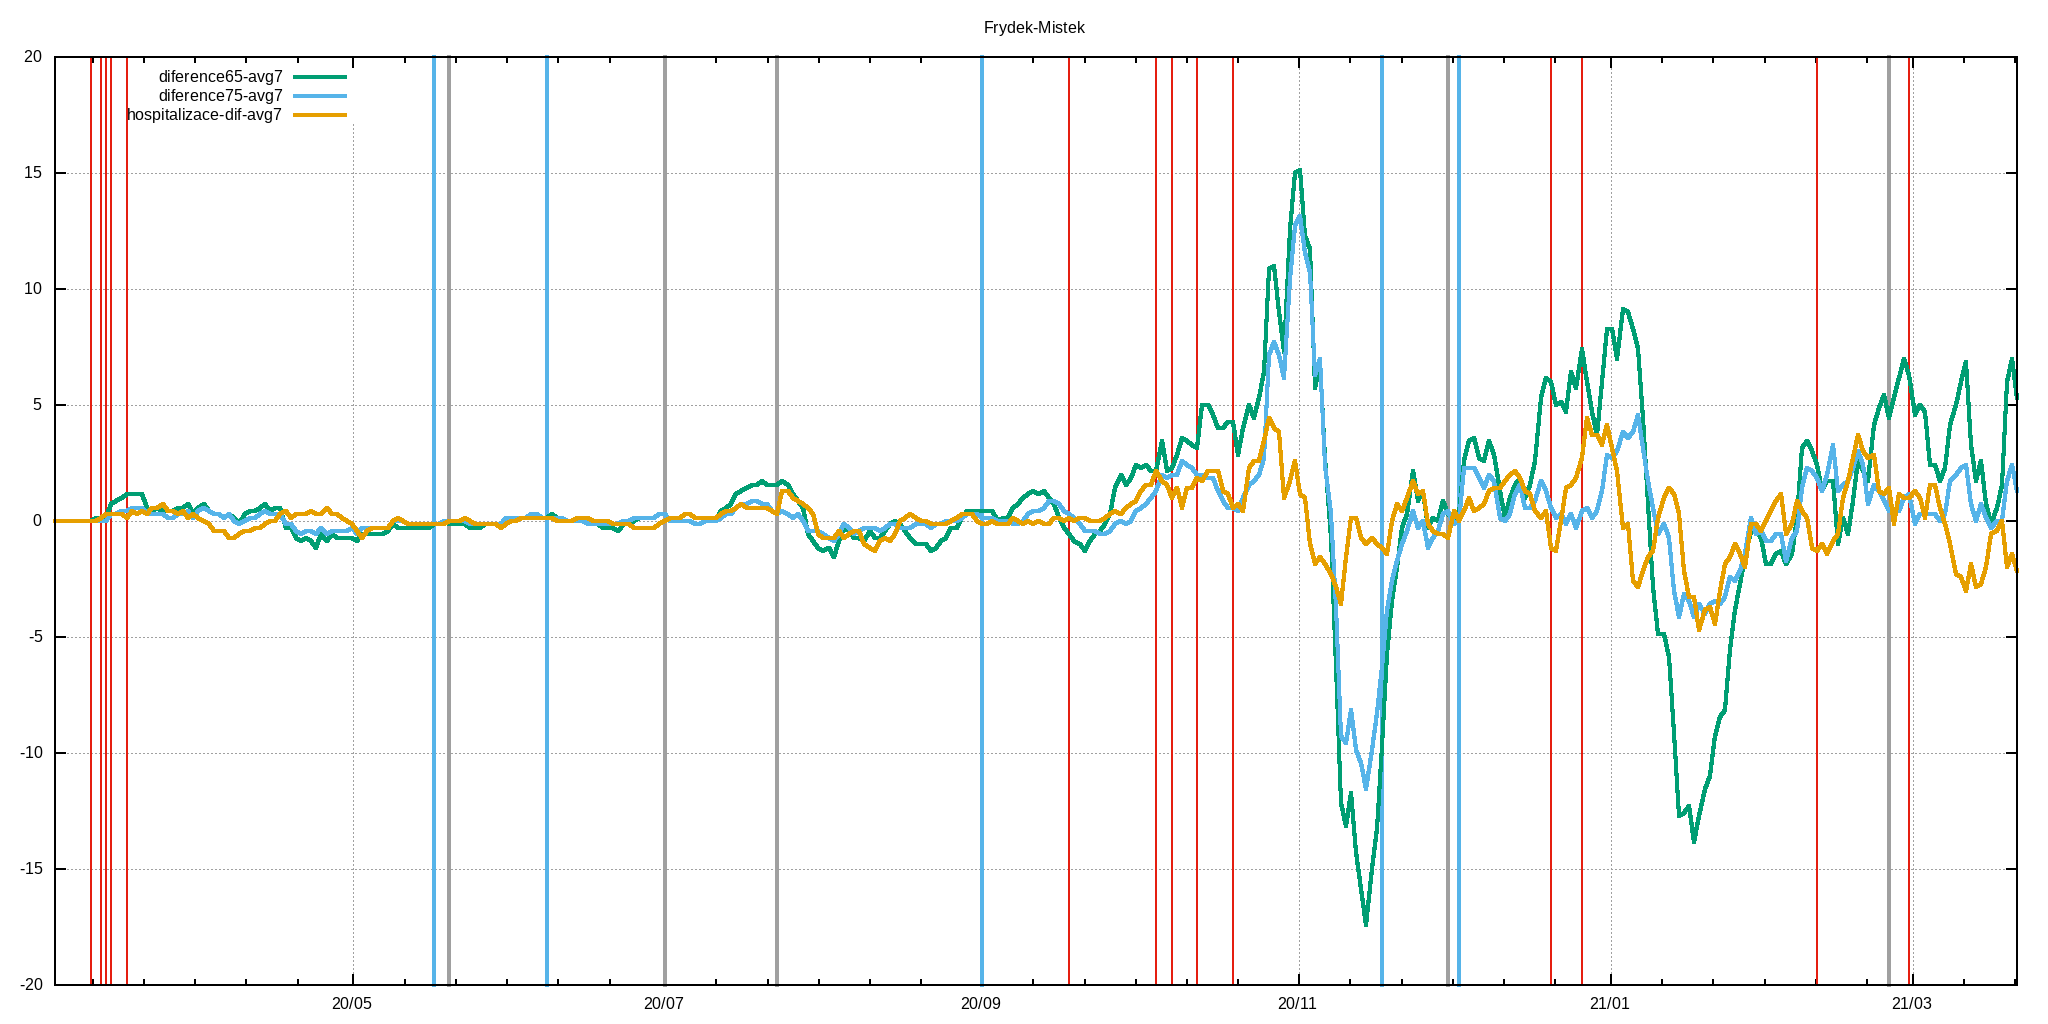 Frydek-Mistek
20
diference65-avg7
diference75-avg7
hospitalizace-dif-avg7
15
10
5
0
-5
-10
-15
-20
20/05 20/07 20/09 20/11 21/01 21/03